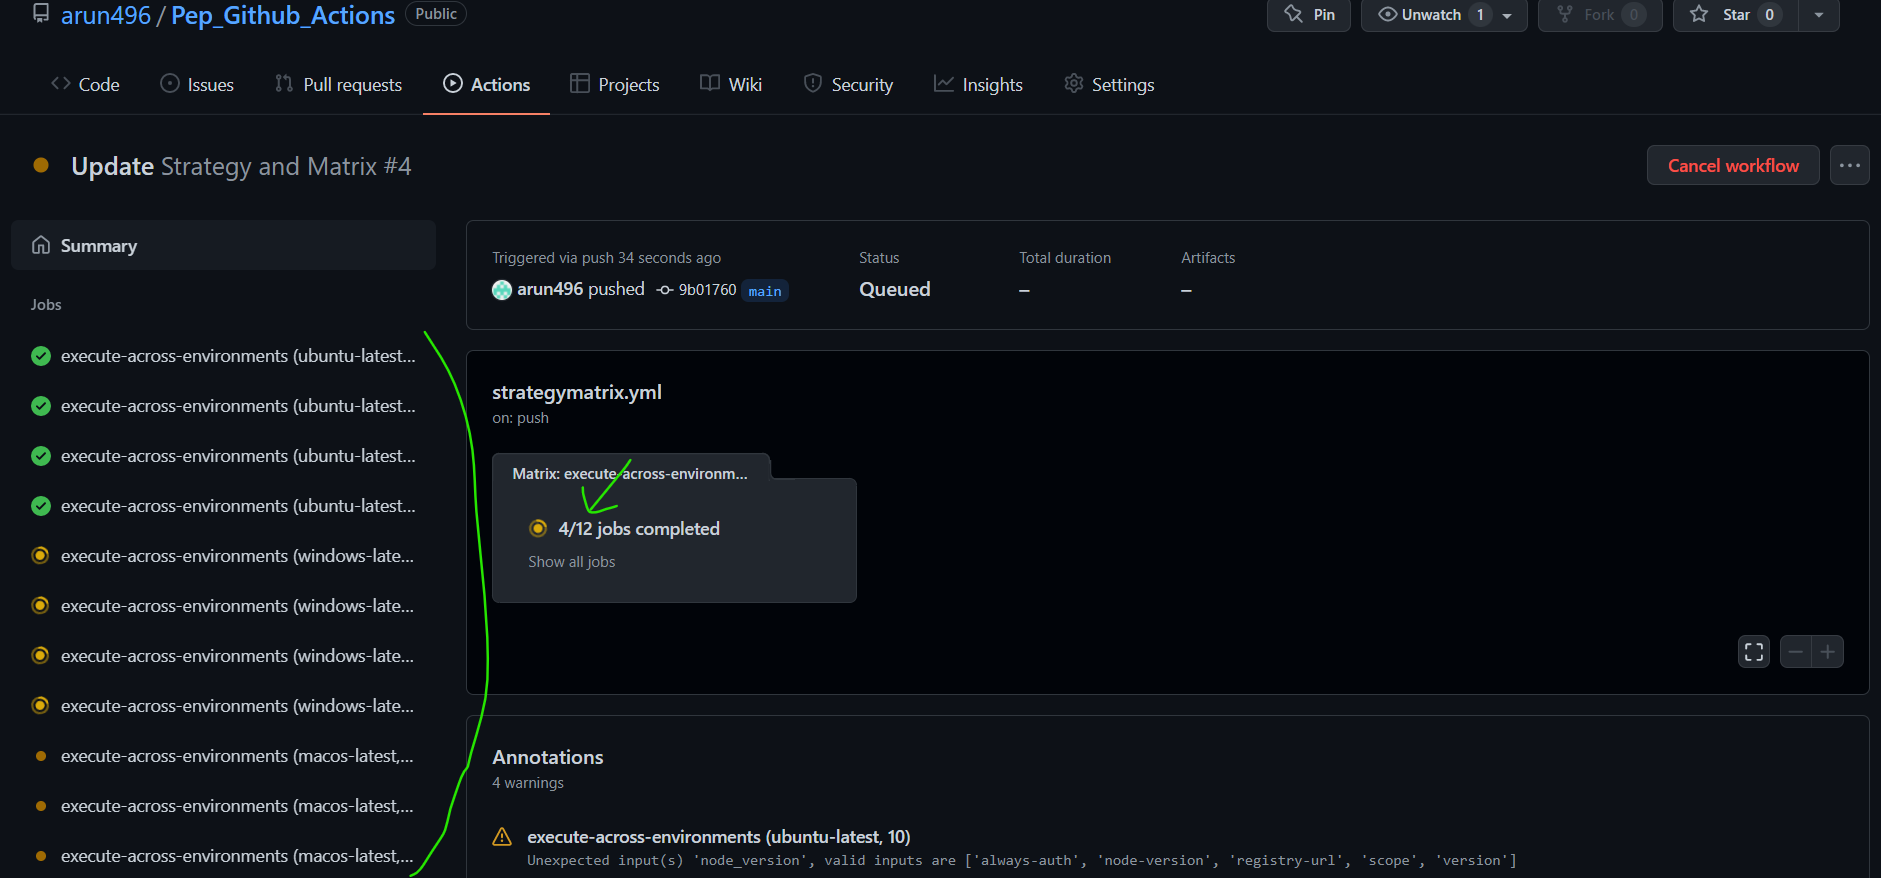 arun496 / Pep_Github_Actions Public
Pin
Unwatch 1
Fork 0
Star 0
Code
Issues
Pull requests
Actions
Projects
Wiki
Security
Insights
Settings
Update Strategy and Matrix #4
Cancel workflow
Summary
Jobs
execute-across-environments (ubuntu-latest...
execute-across-environments (ubuntu-latest...
execute-across-environments (ubuntu-latest...
execute-across-environments (ubuntu-latest...
execute-across-environments (windows-late...
execute-across-environments (windows-late...
execute-across-environments (windows-late...
execute-across-environments (windows-late...
execute-across-environments (macos-latest,...
execute-across-environments (macos-latest,...
execute-across-environments (macos-latest,...
Triggered via push 34 seconds ago
arun496 pushed 9b01760 main
Status
Queued
Total duration
–
Artifacts
–
strategymatrix.yml
on: push
Matrix: execute-across-environm...
4/12 jobs completed
Show all jobs
Annotations
4 warnings
execute-across-environments (ubuntu-latest, 10)
Unexpected input(s) 'node_version', valid inputs are ['always-auth', 'node-version', 'registry-url', 'scope', 'version']